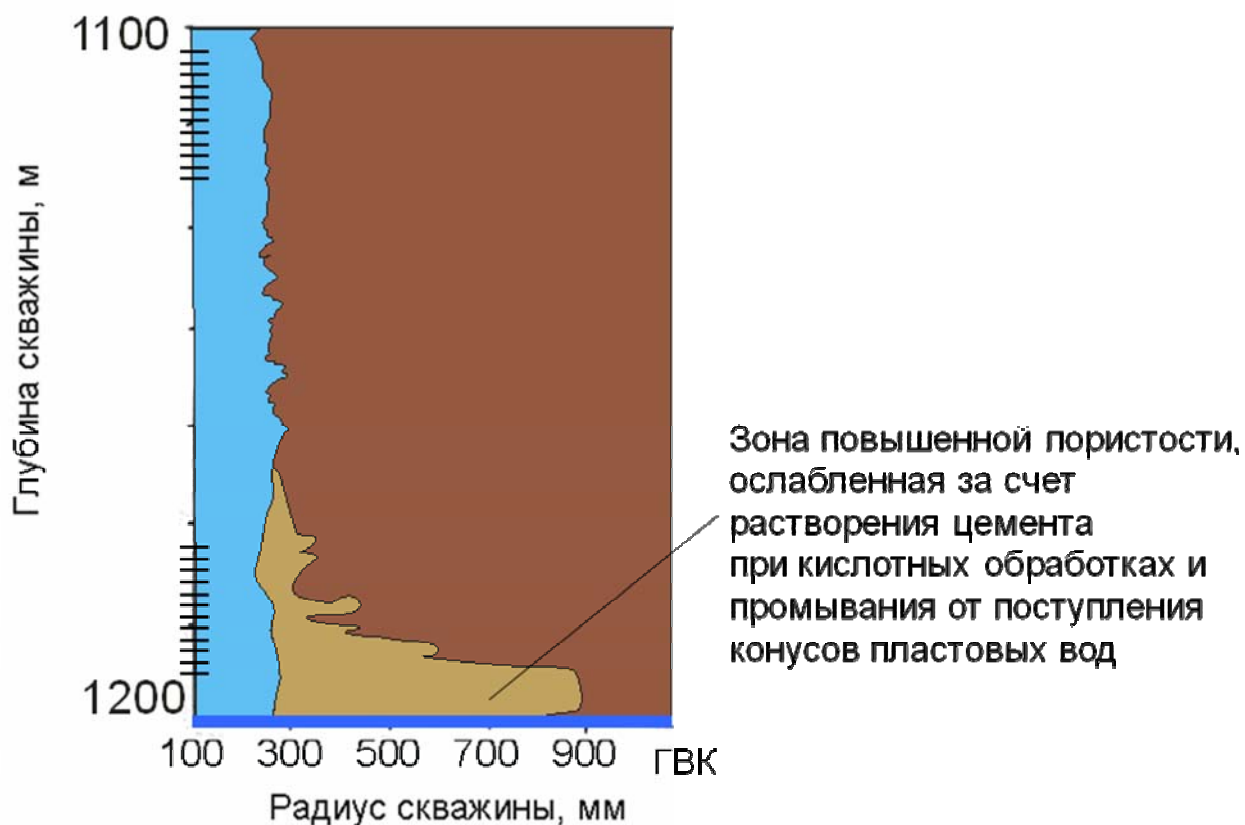 1100
Глубина скважины, м
Зона повышенной пористости,
ослабленная за счет
растворения цемента
при кислотных обработках и
промывания от поступления
конусов пластовых вод
1200
100 300 500 700 900 ГВК
Радиус скважины, мм